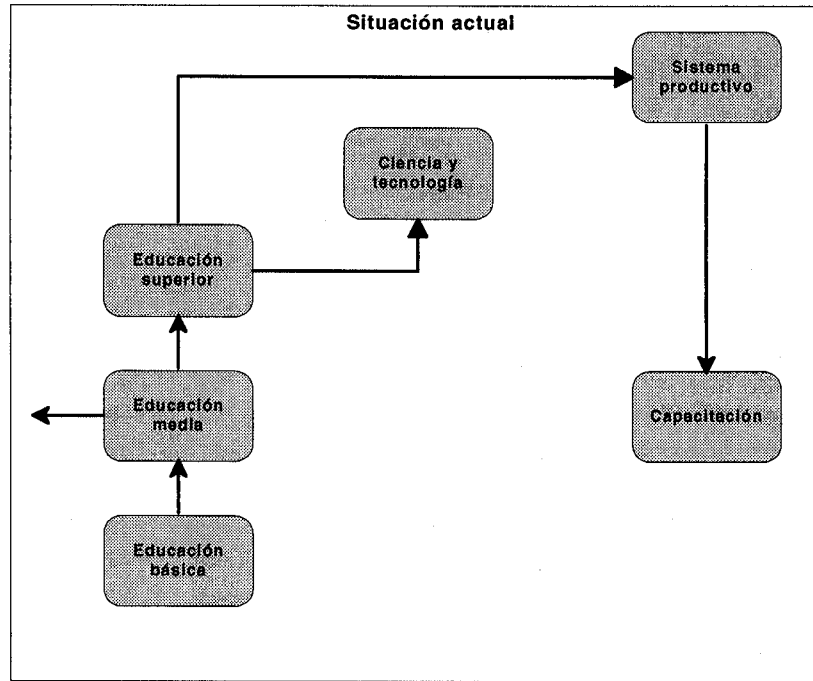 Situación actual
Sistema
productivo
Ciencia y
tecnología
Educación
superior
Educación
media
Capacitación
Educación
básica